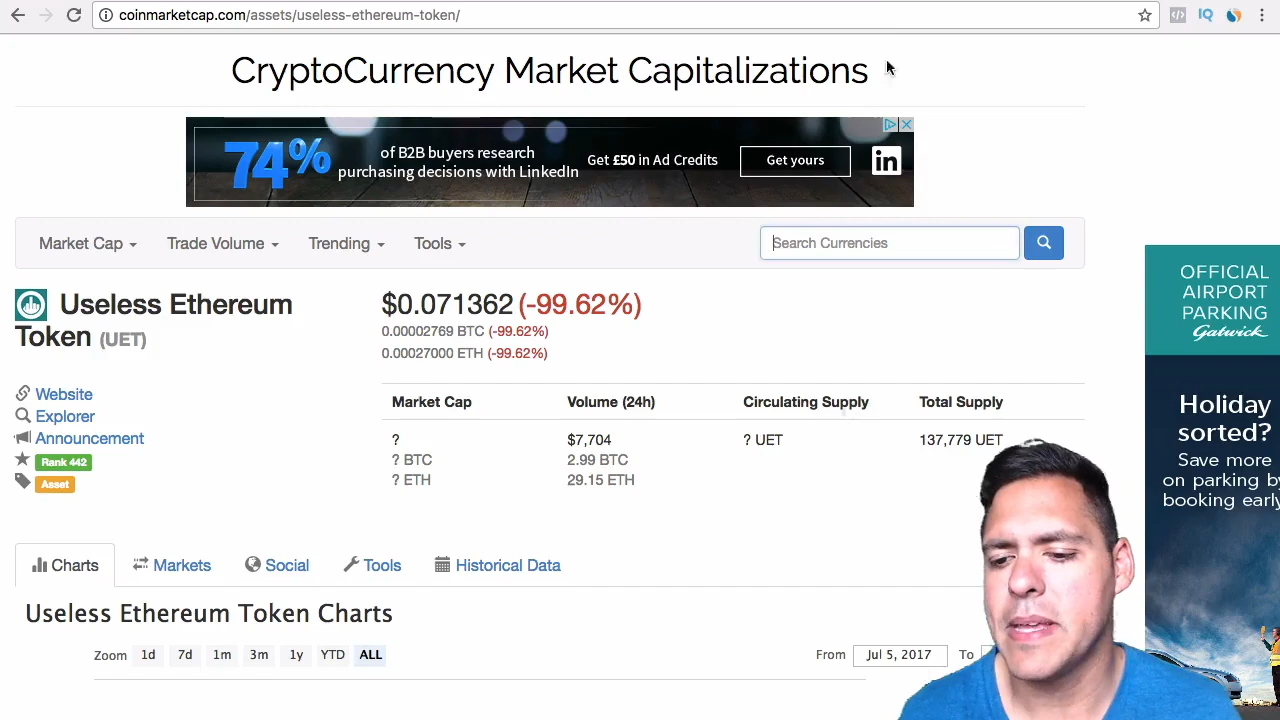 coinmarketcap.com/assets/useless-ethereum-token/
CryptoCurrency Market Capitalizations
74% of B2B buyers research
purchasing decisions with LinkedIn
Get £50 in Ad Credits
Get yours
in
Market Cap
Trade Volume
Trending
Tools
Search Currencies
Useless Ethereum
Token (UET)
$0.071362 (-99.62%)
0.00002769 BTC (-99.62%)
0.00027000 ETH (-99.62%)
Website
Explorer
Announcement
Rank 442
Asset
Market Cap Volume (24h) Circulating Supply Total Supply
? $7,704 ? UET 137,779 UET
? BTC 2.99 BTC
? ETH 29.15 ETH
OFFICIAL
AIRPORT
PARKING
Gatwick
Holiday
sorted?
Save more
on parking by
booking early
Charts
Markets
Social
Tools
Historical Data
Useless Ethereum Token Charts
Zoom 1d 7d 1m 3m 1y YTD ALL
From Jul 5, 2017 To